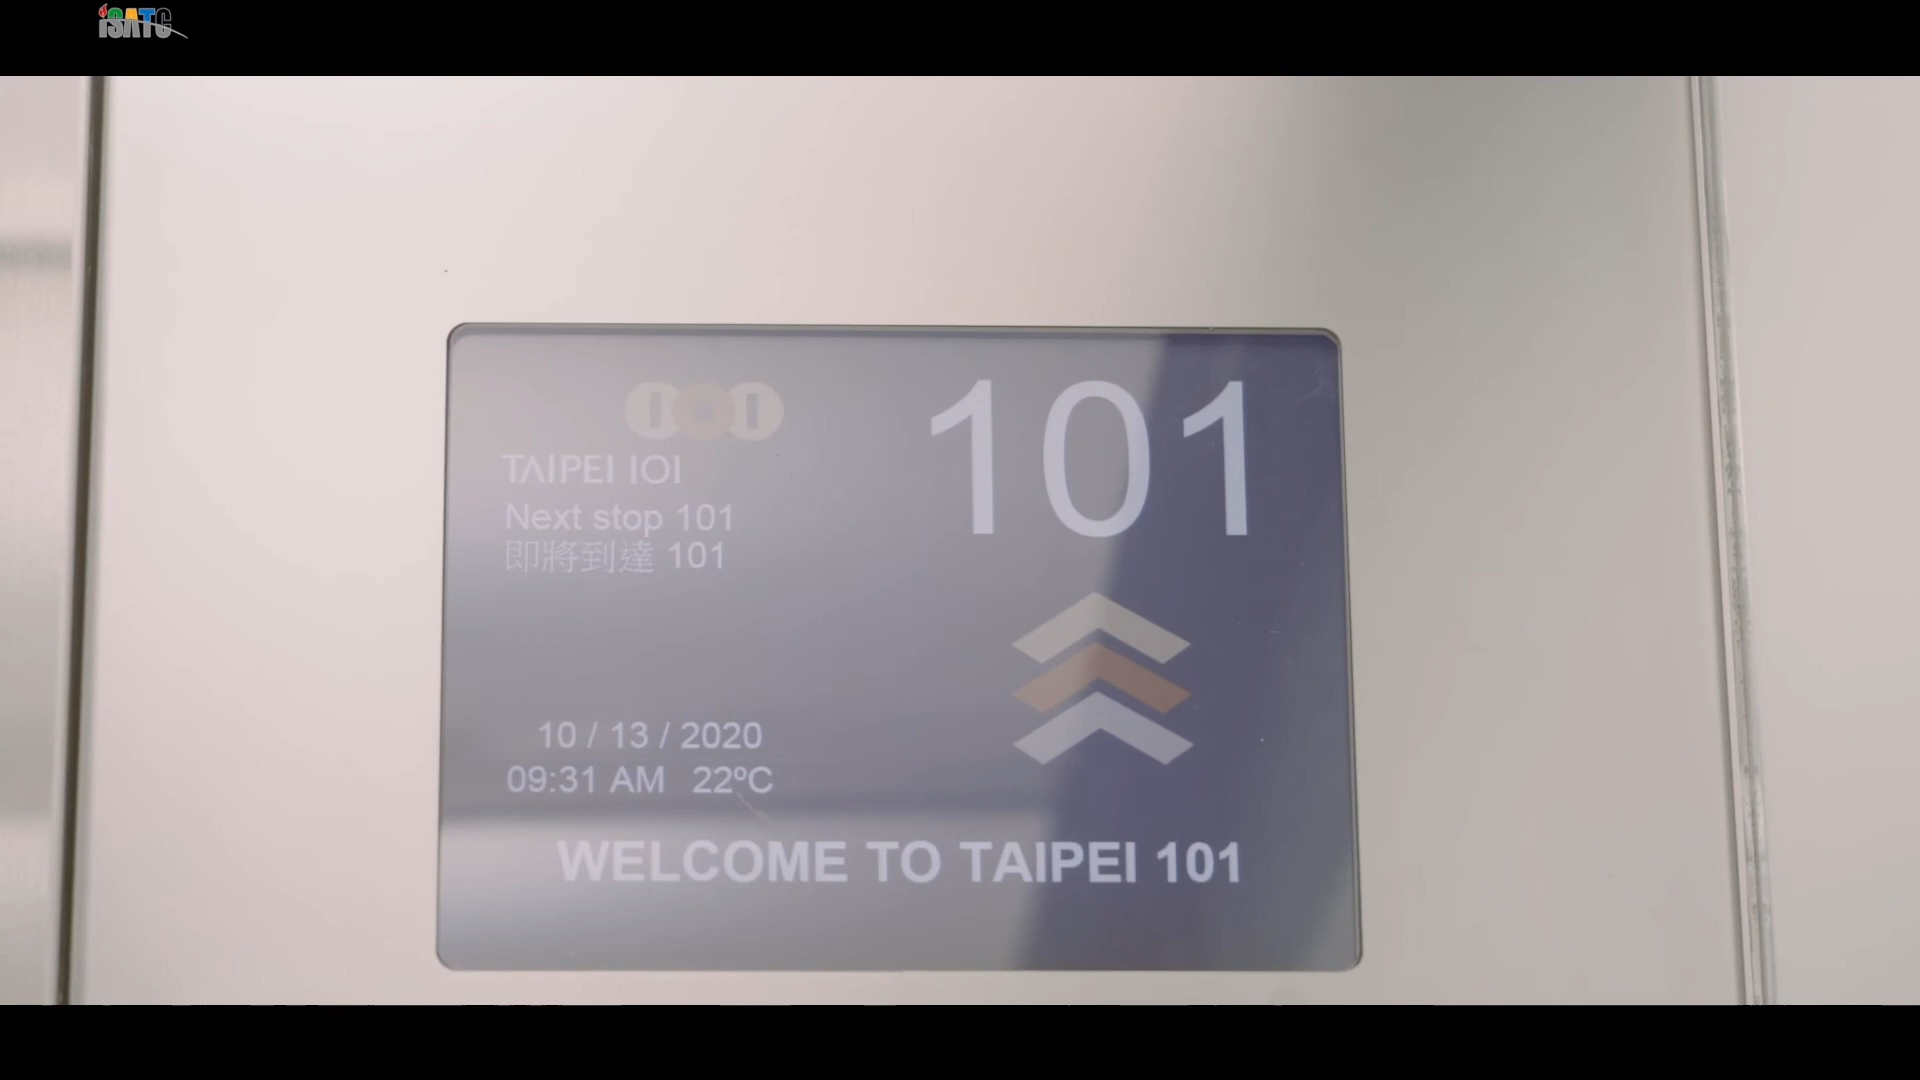 iSATC
101
TAIPEI 101
Next stop 101
即將到達 101
101
10 / 13 / 2020
09:31 AM 22ºC
WELCOME TO TAIPEI 101